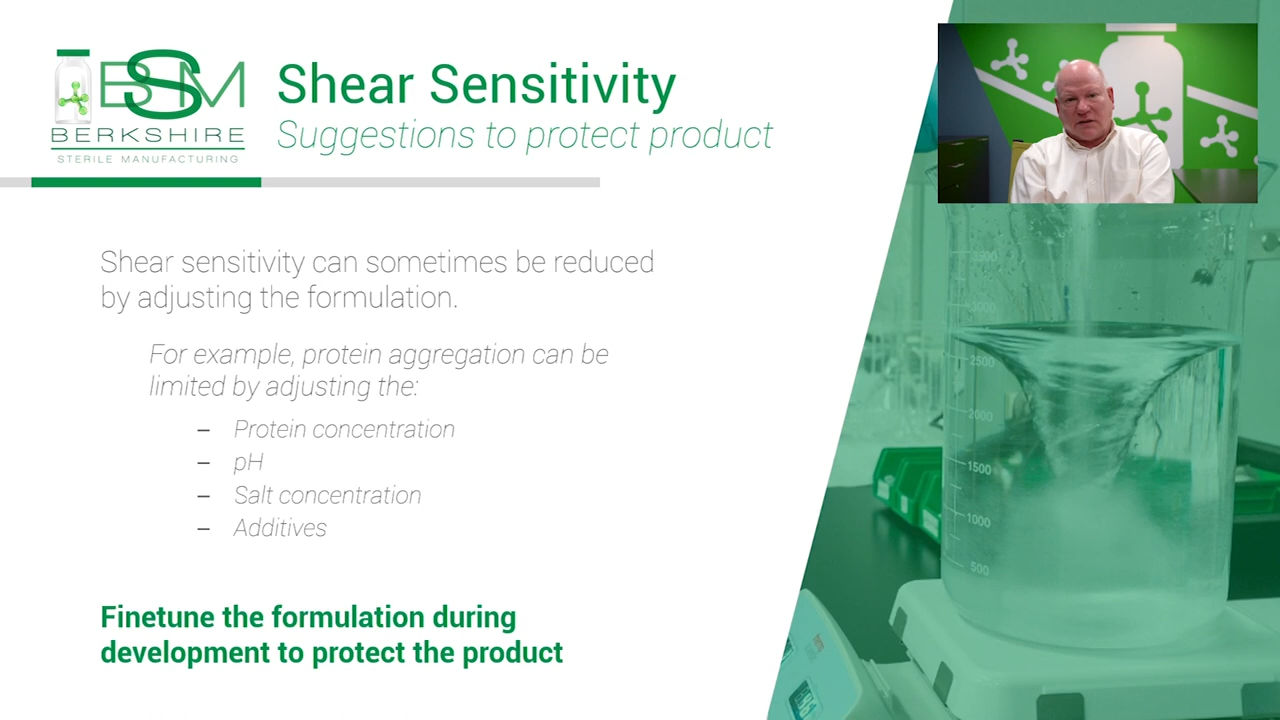 BSM
BERKSHIRE
STERILE MANUFACTURING
Shear Sensitivity
Suggestions to protect product
Shear sensitivity can sometimes be reduced
by adjusting the formulation.
For example, protein aggregation can be
limited by adjusting the:
– Protein concentration
– pH
– Salt concentration
– Additives
Finetune the formulation during
development to protect the product
3000
2500
2000
1500
1000
500